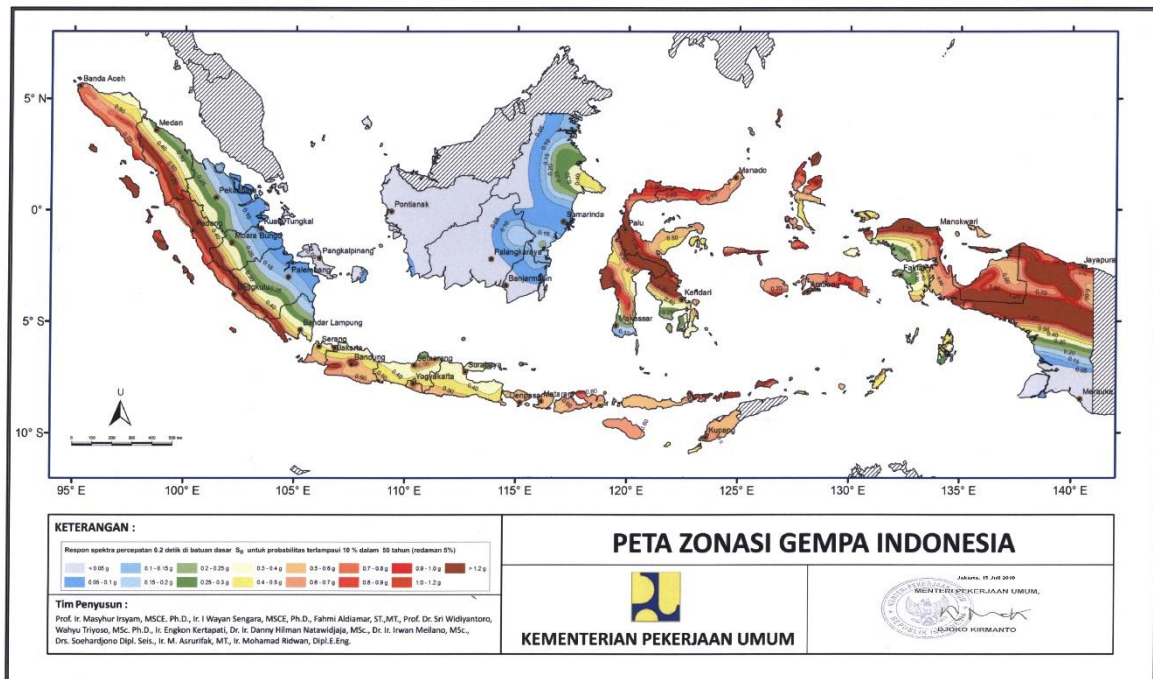 Banda Aceh
5° N
Medan
Manado
Pekanbaru
0°
Pontianak
Samarinda
Manokwari
Kuala Tungkal
Palu
Padang
Muara Bungo
Pangkalpinang
Palangkaraya
Jayapura
Palembang
Banjarmasin
Bengkulu
Kendari
Ambon
5° S
Bandar Lampung
Makassar
Serang
Jakarta
Bandung
Semarang
Surabaya
Yogyakarta
Denpasar
Mataram
Merauke
U
Kupang
10° S
95° E 100° E 105° E 110° E 115° E 120° E 125° E 130° E 135° E 140° E
KETERANGAN :
Respon spektra percepatan 0.2 detik di batuan dasar SB untuk probabilitas terlampaui 10 % dalam 50 tahun (redaman 5%)
< 0.05 g 0.1 - 0.15 g 0.2 - 0.25 g 0.3 - 0.4 g 0.5 - 0.6 g 0.7 - 0.8 g 0.9 - 1.0 g > 1.2 g
0.05 - 0.1 g 0.15 - 0.2 g 0.25 - 0.3 g 0.4 - 0.5 g 0.6 - 0.7 g 0.8 - 0.9 g 1.0 - 1.2 g
Tim Penyusun :
Prof. Ir. Masyhur Irsyam, MSCE. Ph.D., Ir. I Wayan Sengara, MSCE, Ph.D., Fahmi Aldiamar, ST.,MT., Prof. Dr. Sri Widiyantoro,
Wahyu Triyoso, MSc. Ph.D., Ir. Engkon Kertapati, Dr. Ir. Danny Hilman Natawidjaja, MSc., Dr. Ir. Irwan Meilano, MSc.,
Drs. Soehardjono Dipl. Seis., Ir. M. Asrurifak, MT., Ir. Mohamad Ridwan, Dipl.E.Eng.
PETA ZONASI GEMPA INDONESIA
KEMENTERIAN PEKERJAAN UMUM
Jakarta, 15 Juli 2010
MENTERI PEKERJAAN UMUM,
DJOKO KIRMANTO